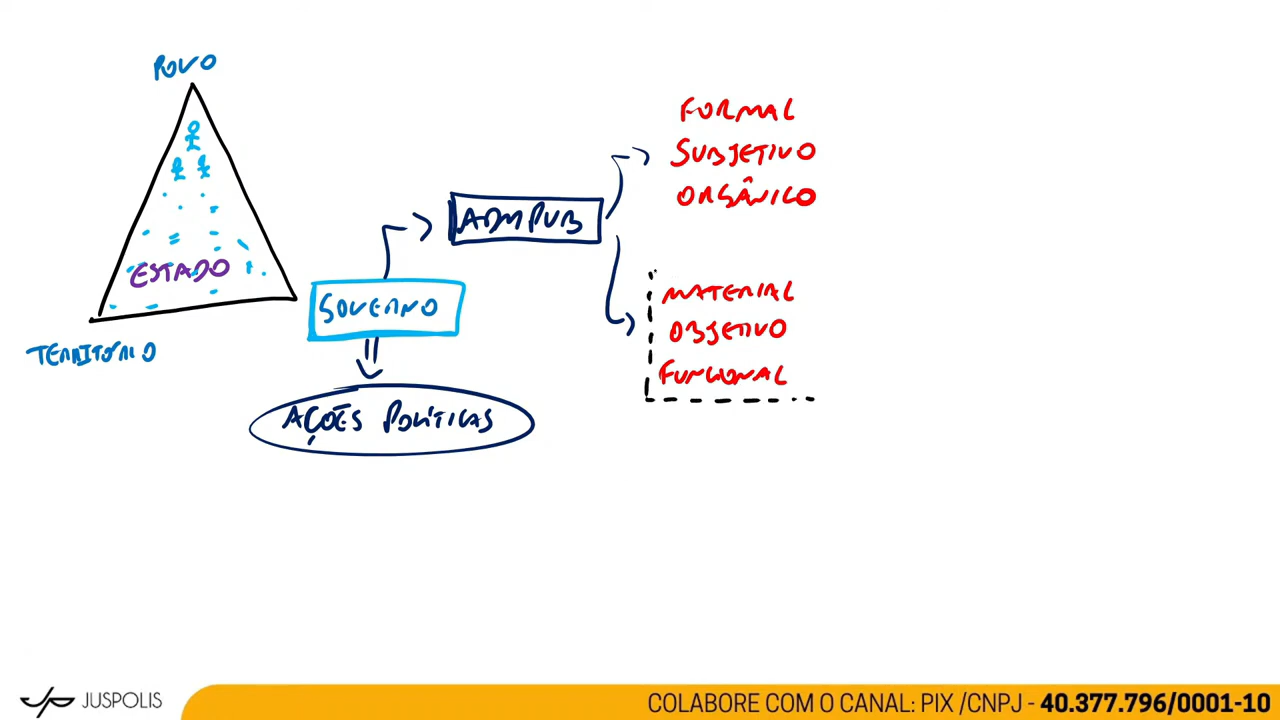 POVO
ESTADO
TERRITÓRIO
GOVERNO
AÇÕES POLÍTICAS
ADM PUB
FORMAL
SUBJETIVO
ORGÂNICO
MATERIAL
OBJETIVO
FUNCIONAL
JUSPOLIS
COLABORE COM O CANAL: PIX /CNPJ - 40.377.796/0001-10